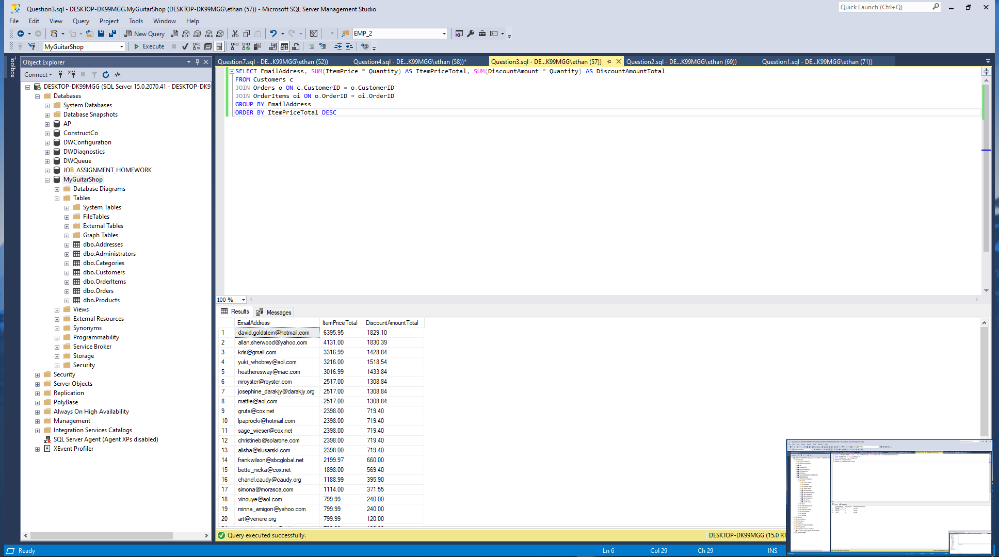 Question3.sql - DESKTOP-DK99MGG.MyGuitarShop (DESKTOP-DK99MGG\ethan (57)) - Microsoft SQL Server Management Studio
Quick Launch (Ctrl+Q)
File Edit View Query Project Tools Window Help
New Query EMP_2
MyGuitarShop Execute
Toolbox
Object Explorer
Connect
DESKTOP-DK99MGG (SQL Server 15.0.2070.41 - DESKTOP-DK9
Databases
System Databases
Database Snapshots
AP
ConstructCo
DWConfiguration
DWDiagnostics
DWQueue
JOB_ASSIGNMENT_HOMEWORK
MyGuitarShop
Database Diagrams
Tables
System Tables
FileTables
External Tables
Graph Tables
dbo.Addresses
dbo.Administrators
dbo.Categories
dbo.Customers
dbo.OrderItems
dbo.Orders
dbo.Products
Views
External Resources
Synonyms
Programmability
Service Broker
Storage
Security
Security
Server Objects
Replication
PolyBase
Always On High Availability
Management
Integration Services Catalogs
SQL Server Agent (Agent XPs disabled)
XEvent Profiler
Question7.sql - DE...K99MGG\ethan (52)) Question4.sql - DE...K99MGG\ethan (58))* Question3.sql - DE...K99MGG\ethan (57)) Question2.sql - DE...K99MGG\ethan (69)) Question1.sql - DE...K99MGG\ethan (71))
SELECT EmailAddress, SUM(ItemPrice * Quantity) AS ItemPriceTotal, SUM(DiscountAmount * Quantity) AS DiscountAmountTotal
FROM Customers c
JOIN Orders o ON c.CustomerID = o.CustomerID
JOIN OrderItems oi ON o.OrderID = oi.OrderID
GROUP BY EmailAddress
ORDER BY ItemPriceTotal DESC
100 %
Results Messages
EmailAddress ItemPriceTotal DiscountAmountTotal
1 david.goldstein@hotmail.com 6395.95 1829.10
2 allan.sherwood@yahoo.com 4131.00 1830.39
3 kris@gmail.com 3316.99 1428.84
4 yuki_whobrey@aol.com 3216.00 1518.54
5 heatheresway@mac.com 3016.99 1433.84
6 mroyster@royster.com 2517.00 1308.84
7 josephine_darakjy@darakjy.org 2517.00 1308.84
8 mattie@aol.com 2517.00 1308.84
9 gruta@cox.net 2398.00 719.40
10 lpaprocki@hotmail.com 2398.00 719.40
11 sage_wieser@cox.net 2398.00 719.40
12 christineb@solarone.com 2398.00 719.40
13 alisha@slusarski.com 2398.00 719.40
14 frankwilson@sbcglobal.net 2199.97 660.00
15 bette_nicka@cox.net 1898.00 569.40
16 chanel.caudy@caudy.org 1188.99 395.90
17 simona@morasca.com 1114.00 371.55
18 vinouye@aol.com 799.99 240.00
19 minna_amigon@yahoo.com 799.99 240.00
20 art@venere.org 799.99 120.00
Query executed successfully. DESKTOP-DK99MGG (15.0 RT
Ready Ln 6 Col 29 Ch 29 INS